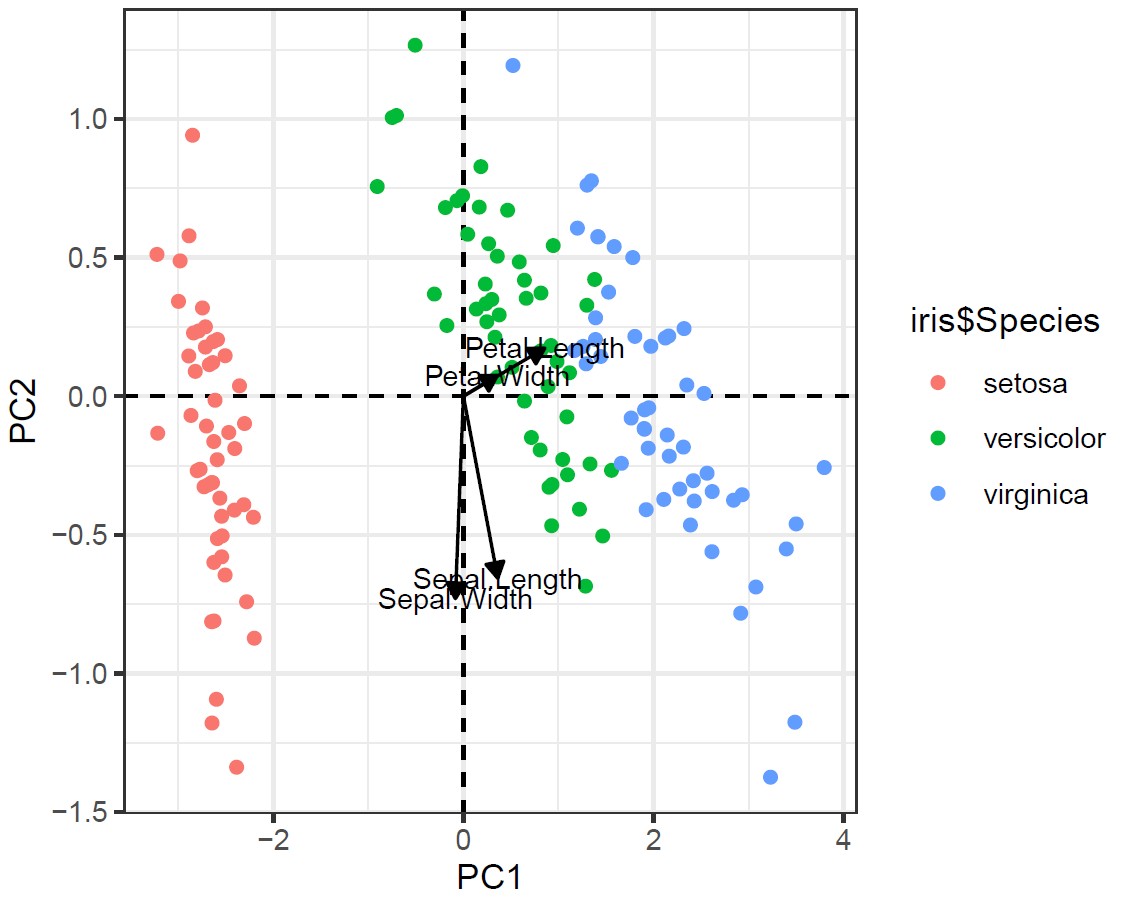 1.0
0.5
0.0
−0.5
−1.0
−1.5
PC2
−2
0
2
4
PC1
Petal.Length
Petal.Width
Sepal.Length
Sepal.Width
iris$Species
setosa
versicolor
virginica